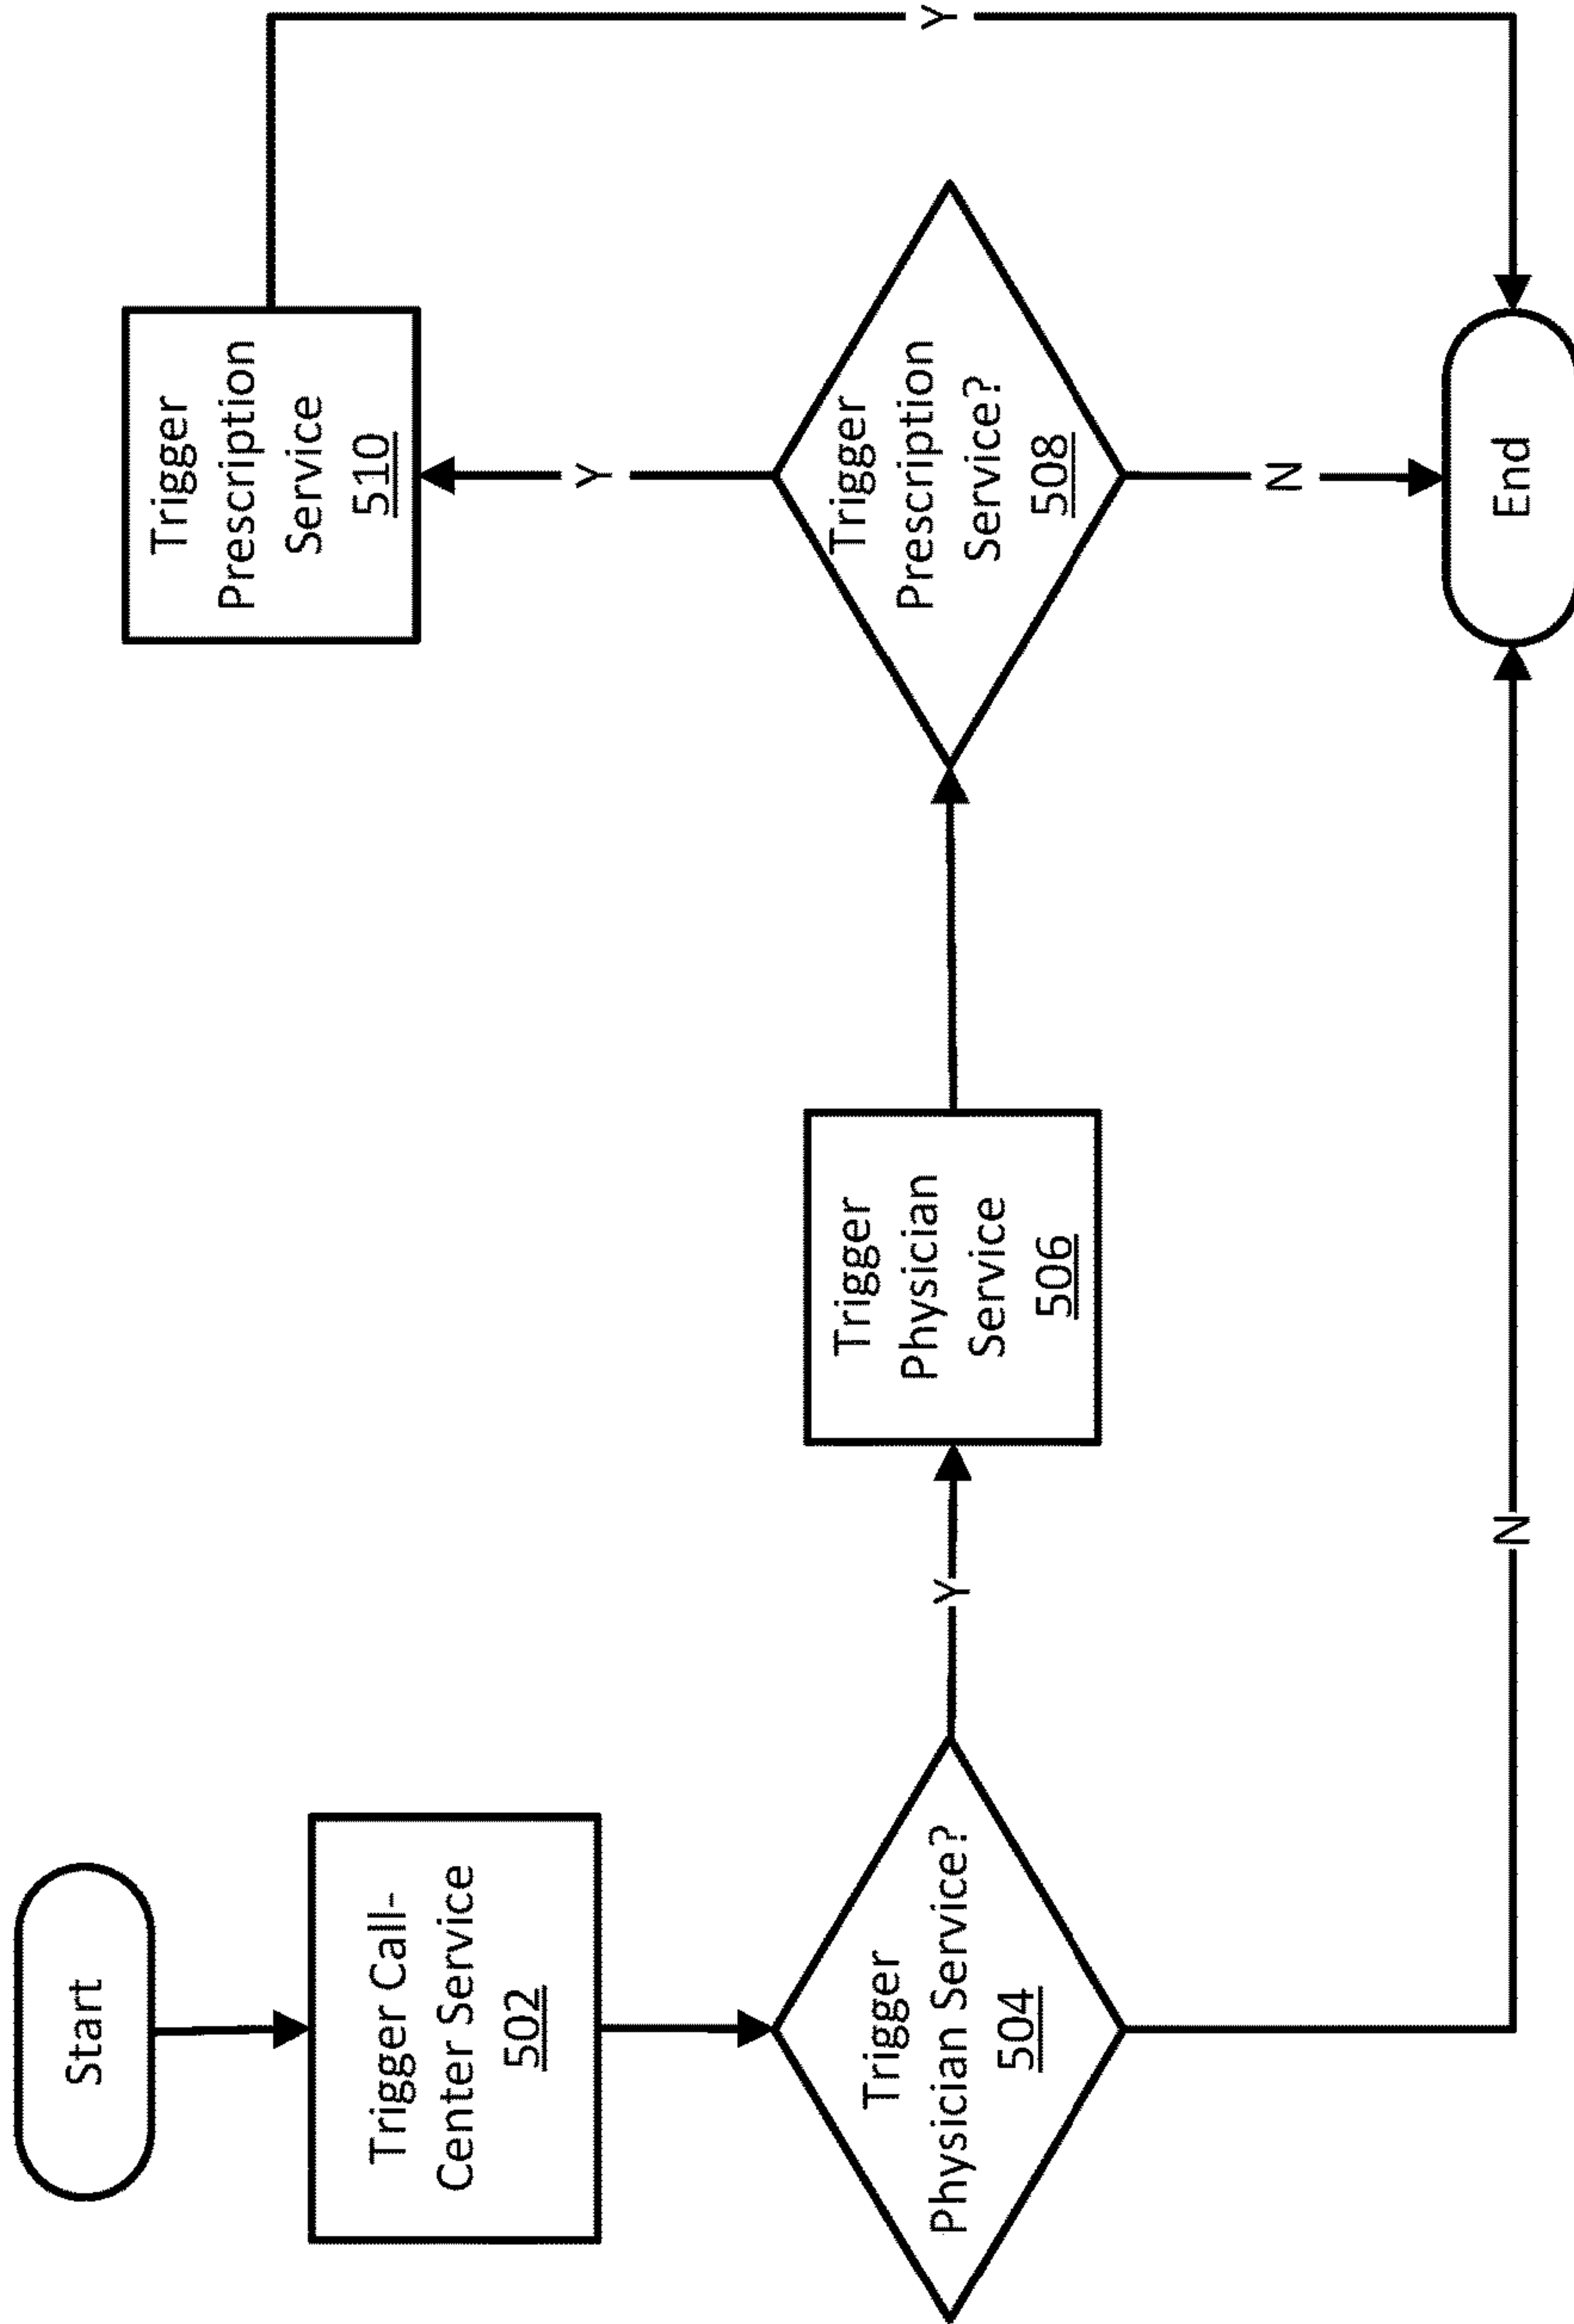 Start
Trigger Call-
Center Service
502
Trigger
Physician Service?
504
Y
N
Trigger
Physician
Service
506
Trigger
Prescription
Service?
508
Y
N
Trigger
Prescription
Service
510
Y
End